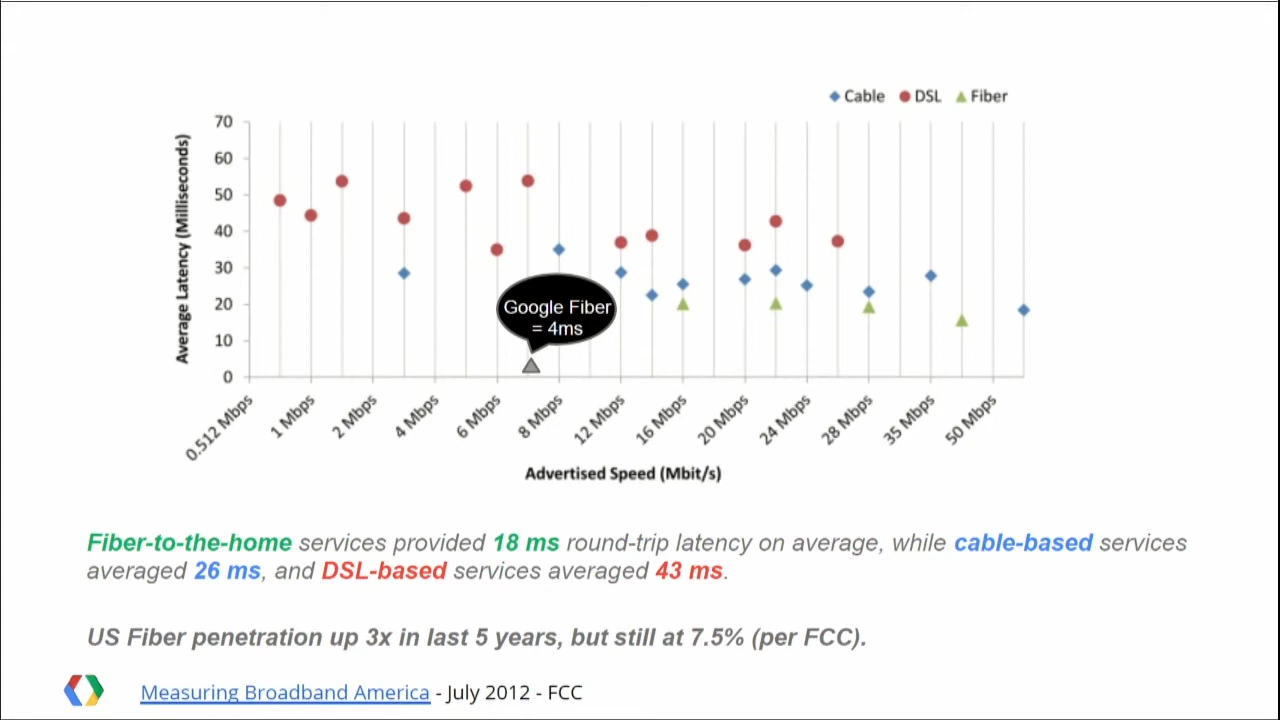 Cable DSL Fiber
Average Latency (Milliseconds)
70
60
50
40
30
20
10
0
Google Fiber
= 4ms
0.512 Mbps
1 Mbps
2 Mbps
4 Mbps
6 Mbps
8 Mbps
12 Mbps
16 Mbps
20 Mbps
24 Mbps
28 Mbps
35 Mbps
50 Mbps
Advertised Speed (Mbit/s)
Fiber-to-the-home services provided 18 ms round-trip latency on average, while cable-based services
averaged 26 ms, and DSL-based services averaged 43 ms.
US Fiber penetration up 3x in last 5 years, but still at 7.5% (per FCC).
Measuring Broadband America - July 2012 - FCC